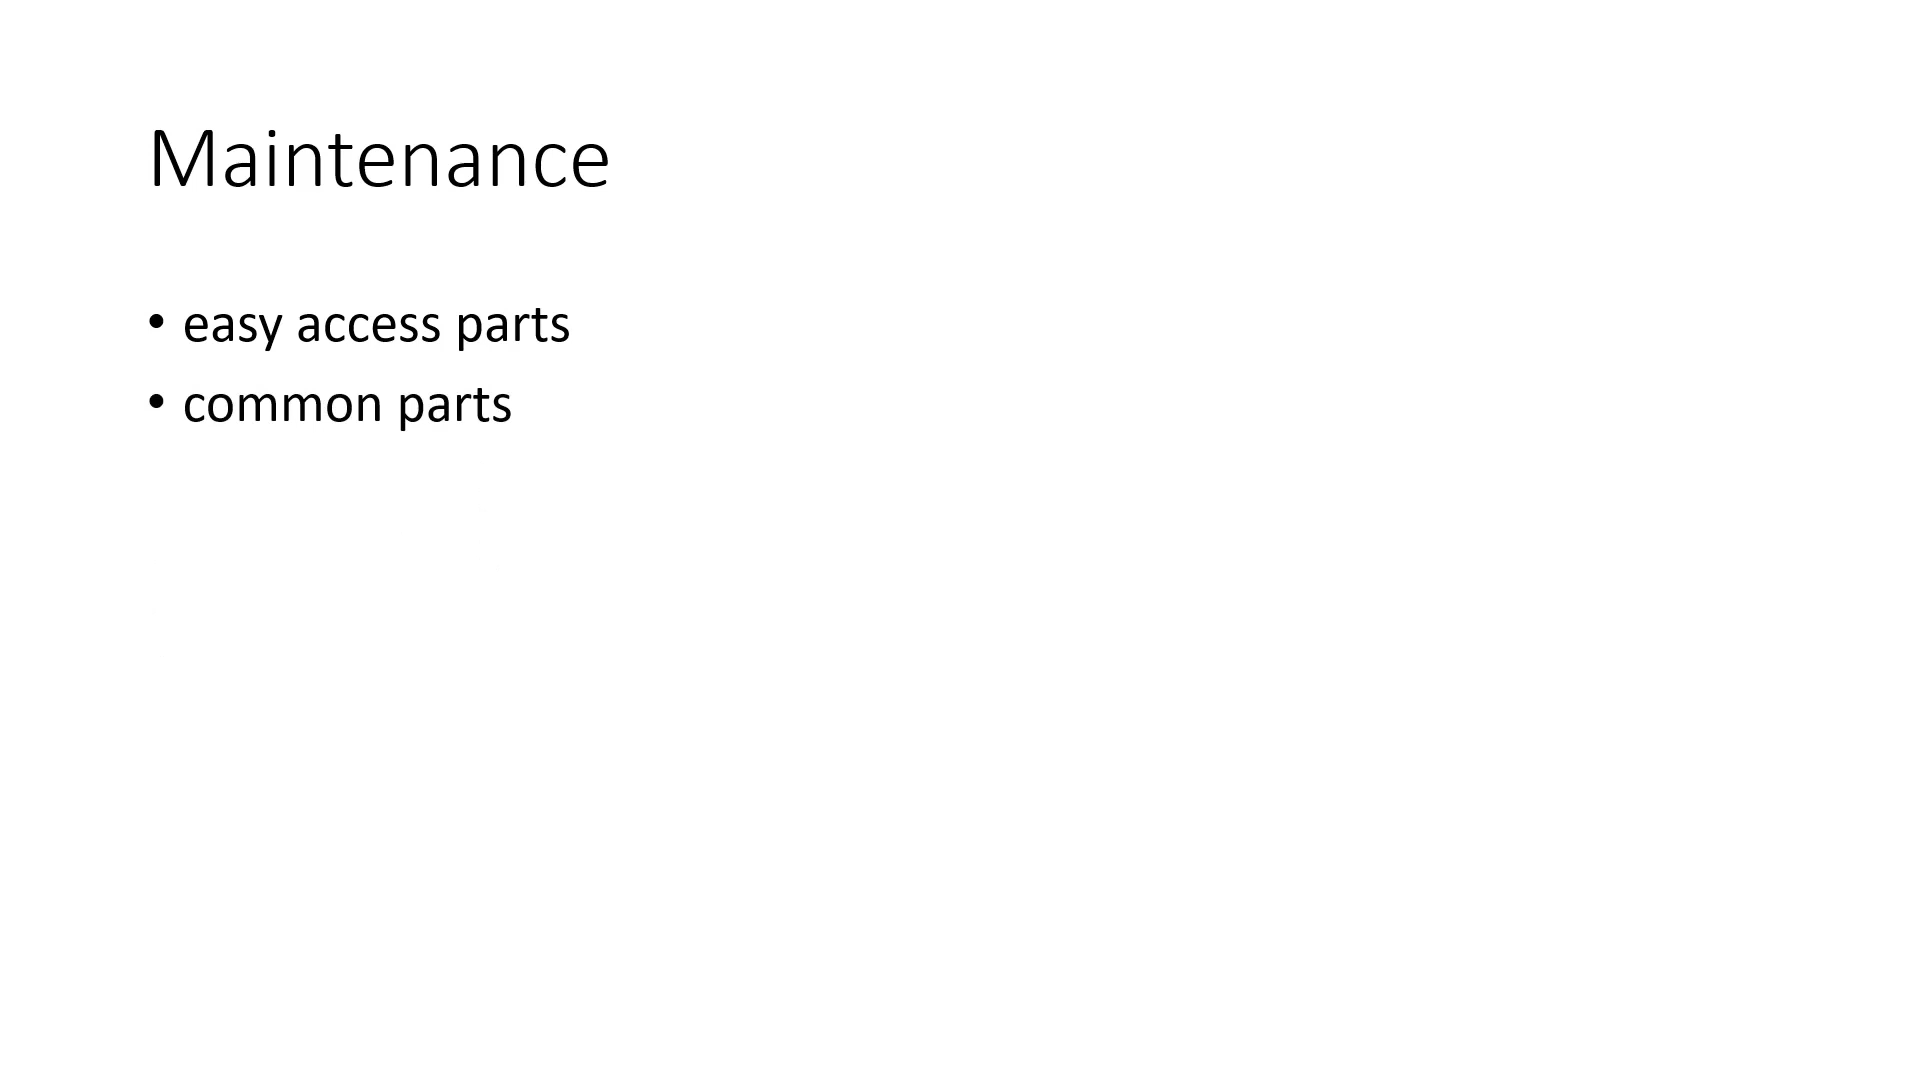 Maintenance
• easy access parts
• common parts